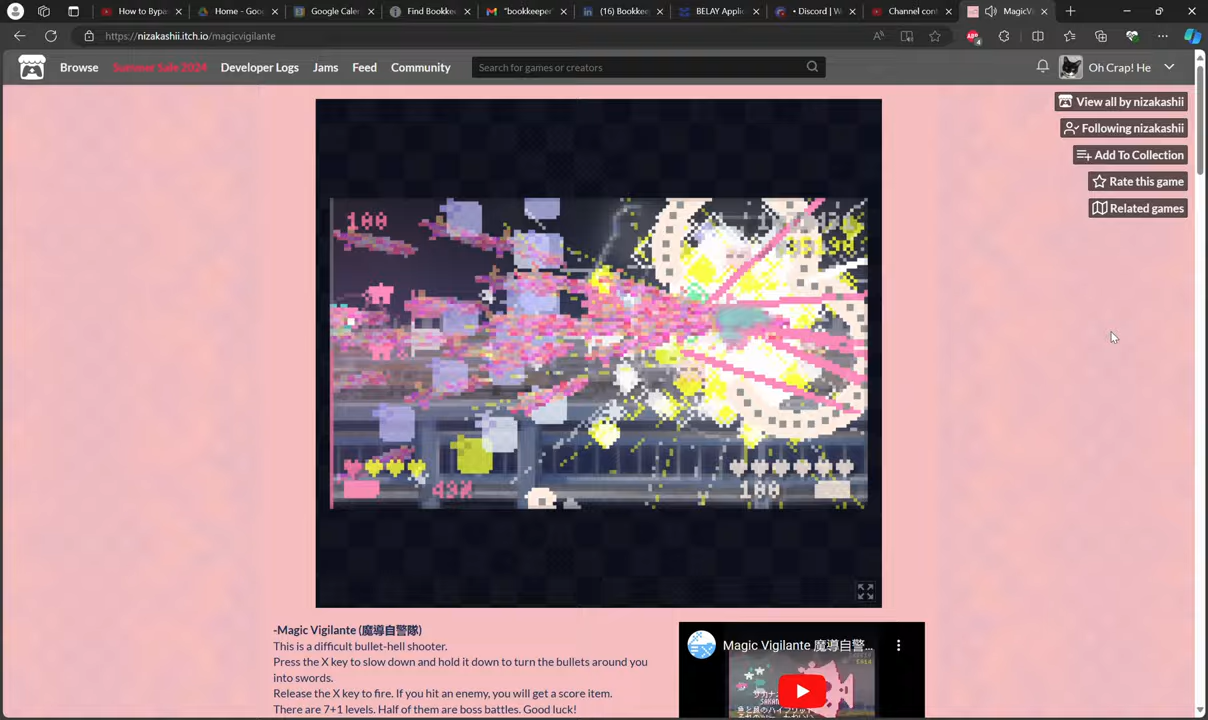 How to Bypa
Home - Goo
Google Caler
Find Bookke
"bookkeeper"
(16) Bookkee
BELAY Applic
• Discord | W
Channel con
MagicVi
https://nizakashii.itch.io/magicvigilante
Browse
Summer Sale 2024
Developer Logs
Jams
Feed
Community
Search for games or creators
Oh Crap! He
View all by nizakashii
Following nizakashii
Add To Collection
Rate this game
Related games
100
43%
100
-Magic Vigilante (魔導自警隊)
This is a difficult bullet-hell shooter.
Press the X key to slow down and hold it down to turn the bullets around you
into swords.
Release the X key to fire. If you hit an enemy, you will get a score item.
There are 7+1 levels. Half of them are boss battles. Good luck!
Magic Vigilante 魔導自警...